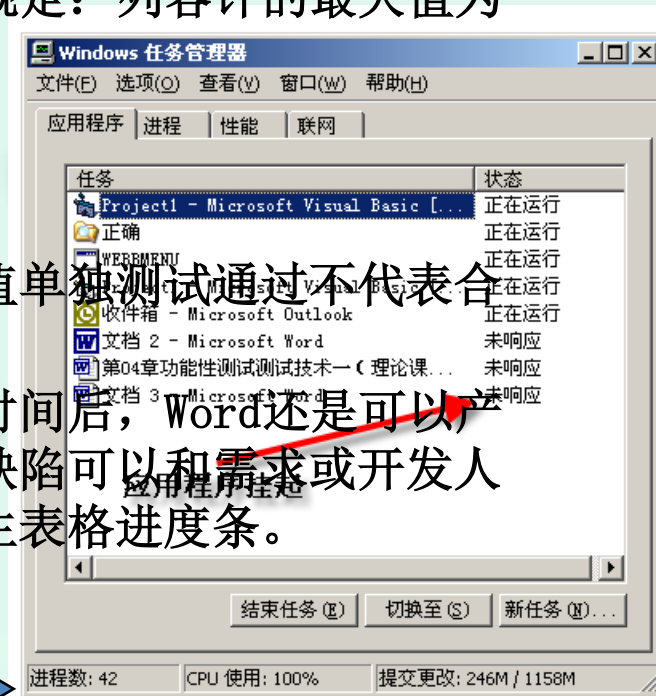 规定：列合计的最大值为
Windows 任务管理器
文件(F) 选项(O) 查看(V) 窗口(W) 帮助(H)
应用程序 进程 性能 联网
任务 状态
Project1 - Microsoft Visual Basic [... 正在运行
正确 正在运行
WEBBMENU 正在运行
值单独测试通过不代表合
Microsoft Visual Basic 正在运行
收件箱 - Microsoft Outlook 正在运行
文档 2 - Microsoft Word 未响应
第04章功能性测试测试技术一(理论课... 未响应
文档 3 - Microsoft Word 未响应
时间后，Word还是可以产
缺陷可以和需求或开发人
应用程序挂起
生表格进度条。
结束任务(E) 切换至(S) 新任务(N)...
进程数: 42 CPU 使用: 100% 提交更改: 246M / 1158M